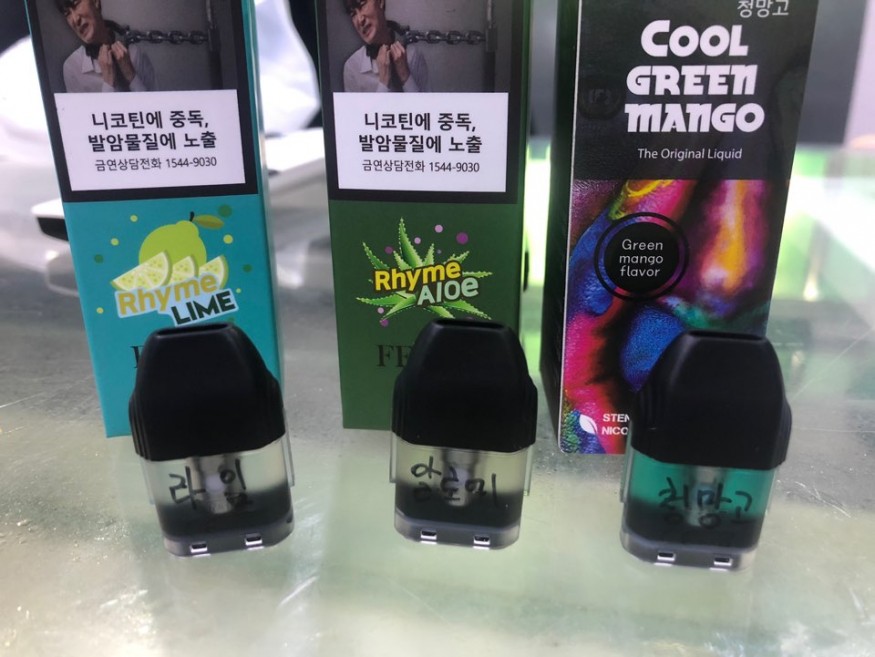 니코틴에 중독,
발암물질에 노출
금연상담전화 1544-9030
Rhyme
LIME
니코틴에 중독,
발암물질에 노출
금연상담전화 1544-9030
Rhyme
Aloe
청망고
COOL
GREEN
MANGO
The Original Liquid
Green
mango
flavor
라임
알로에
청망고